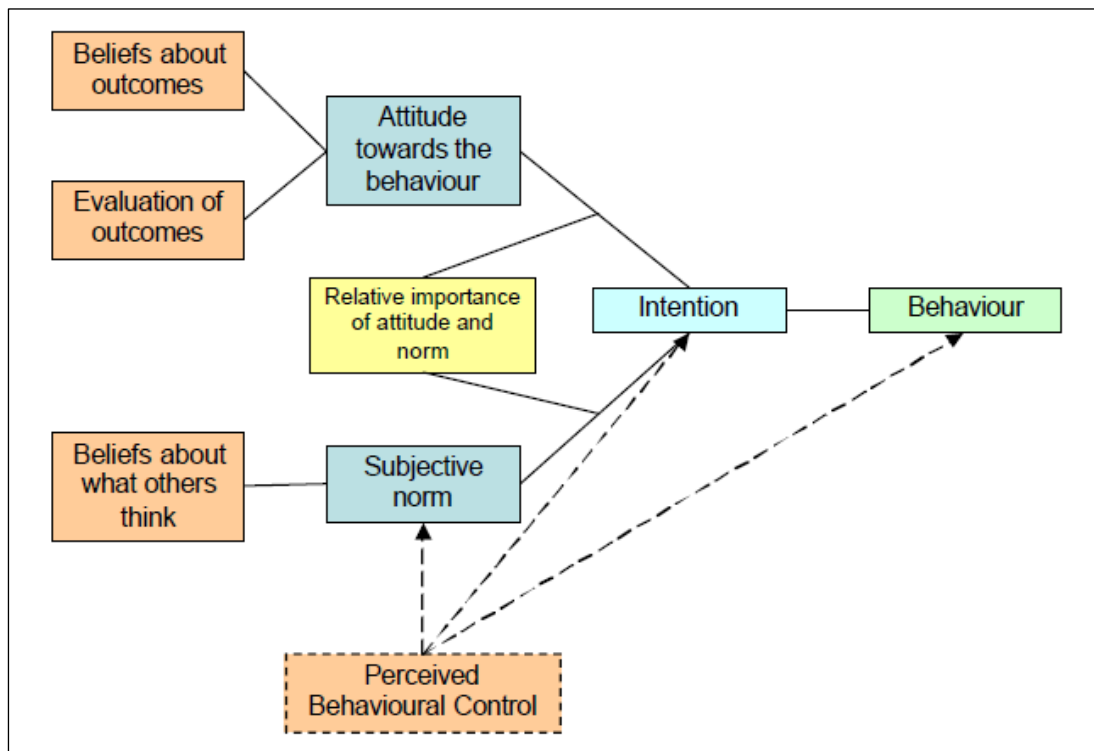 Beliefs about
outcomes
Attitude
towards the
behaviour
Evaluation of
outcomes
Relative importance
of attitude and
norm
Intention
Behaviour
Beliefs about
what others
think
Subjective
norm
Perceived
Behavioural Control